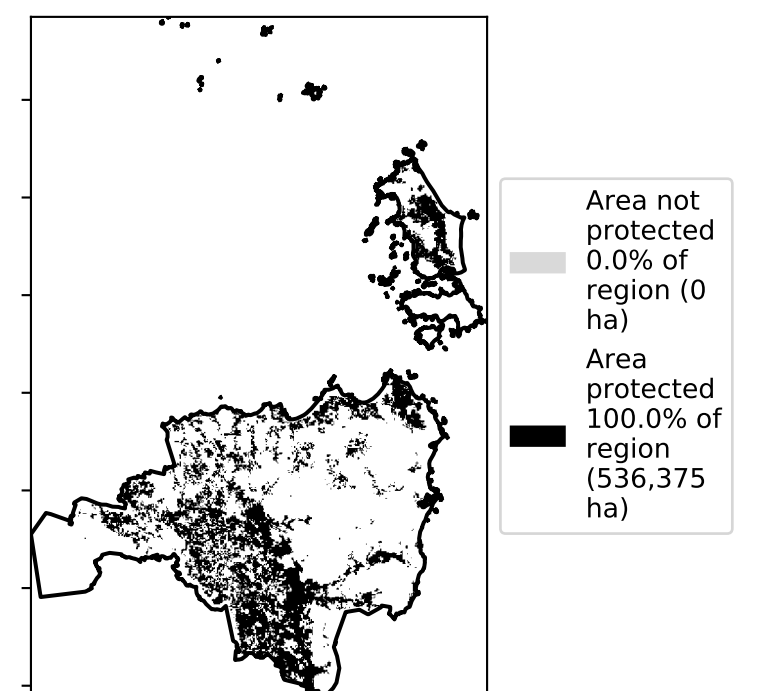 Area not
protected
0.0% of
region (0
ha)
Area
protected
100.0% of
region
(536,375
ha)